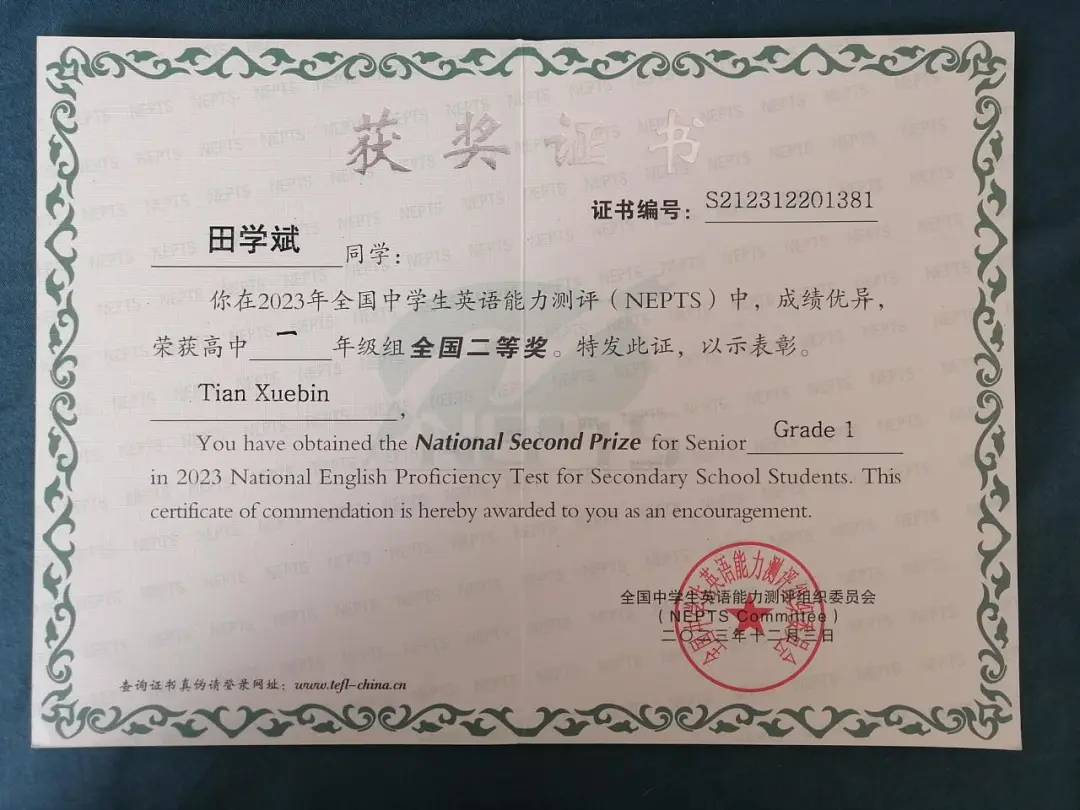 获奖证书
证书编号：S212312201381
田学斌 同学：
你在2023年全国中学生英语能力测评（NEPTS）中，成绩优异，
荣获高中一年级组全国二等奖。特发此证，以示表彰。
Tian Xuebin，
You have obtained the National Second Prize for Senior Grade 1
in 2023 National English Proficiency Test for Secondary School Students. This
certificate of commendation is hereby awarded to you as an encouragement.
全国中学生英语能力测评组织委员会
（NEPTS Committee）
二〇二三年十二月三日
查询证书真伪请登录网址：www.tefl-china.cn
NEPTS